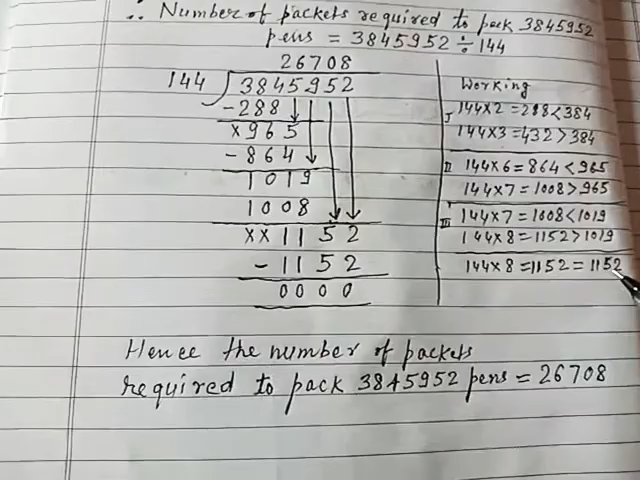 ∴ Number of packets required to pack 3845952
pens = 3845952 ÷ 144
26708
144 ) 3845952
- 288
× 965
- 864
1019
1008
×× 1152
- 1152
0000
Working
I 144×2 = 288 < 384
144×3 = 432 > 384
II 144×6 = 864 < 965
144×7 = 1008 > 965
III 144×7 = 1008 < 1019
144×8 = 1152 > 1019
144×8 = 1152 = 1152
Hence the number of packets
required to pack 3845952 pens = 26708